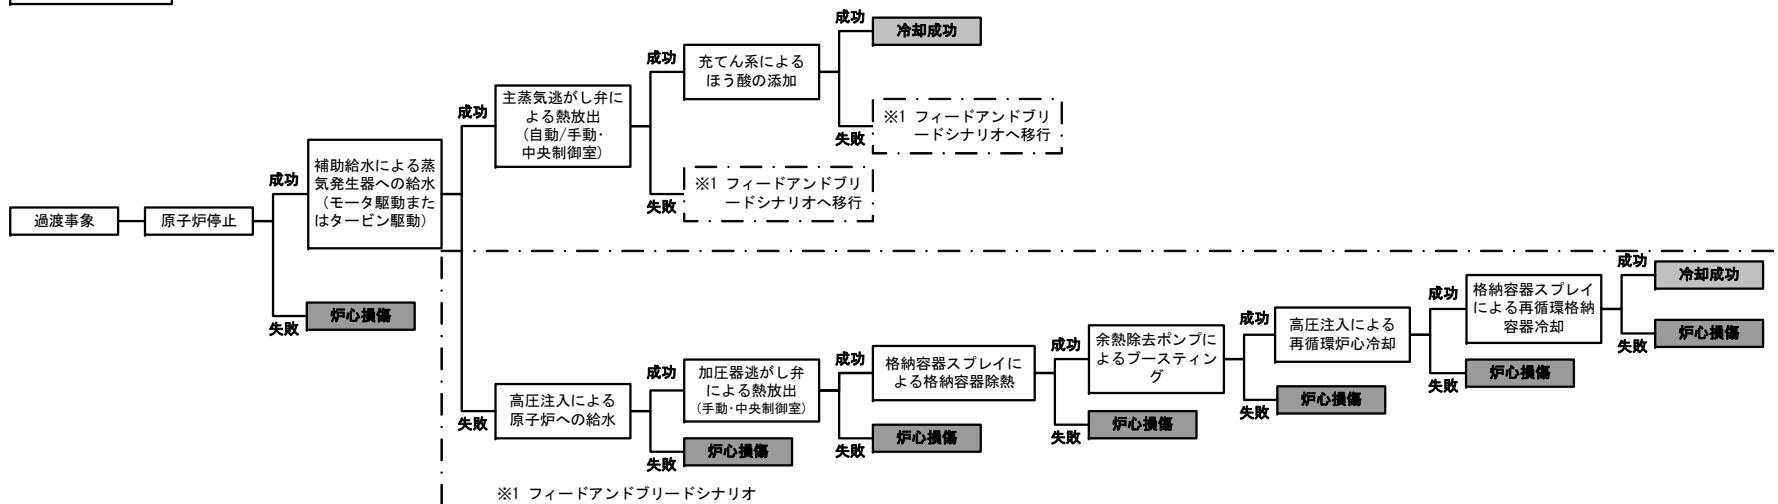 過渡事象
原子炉停止
成功
失敗
補助給水による蒸
気発生器への給水
（モータ駆動また
はタービン駆動）
炉心損傷
成功
失敗
主蒸気逃がし弁に
よる熱放出
（自動/手動・
中央制御室）
成功
失敗
充てん系による
ほう酸の添加
※1 フィードアンドブリ
ードシナリオへ移行
成功
失敗
冷却成功
※1 フィードアンドブリ
ードシナリオへ移行
高圧注入による
原子炉への給水
成功
失敗
加圧器逃がし弁
による熱放出
（手動・中央制御室）
炉心損傷
成功
失敗
格納容器スプレイに
よる格納容器除熱
炉心損傷
成功
失敗
余熱除去ポンプに
よるブースティン
グ
炉心損傷
成功
失敗
高圧注入による
再循環炉心冷却
炉心損傷
成功
失敗
格納容器スプレイ
による再循環格納
容器冷却
炉心損傷
成功
失敗
冷却成功
炉心損傷
※1 フィードアンドブリードシナリオ